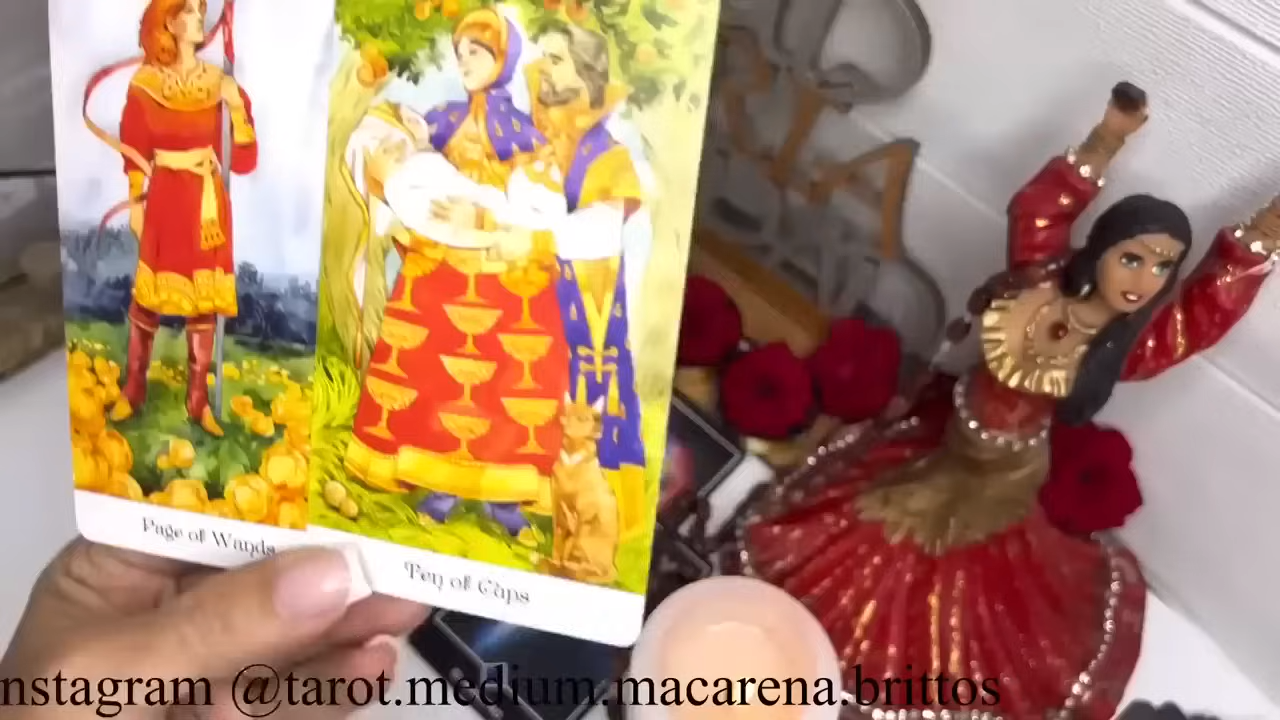 Page of Wands
Ten of Cups
nstagram @tarot.medium.macarena.brittos